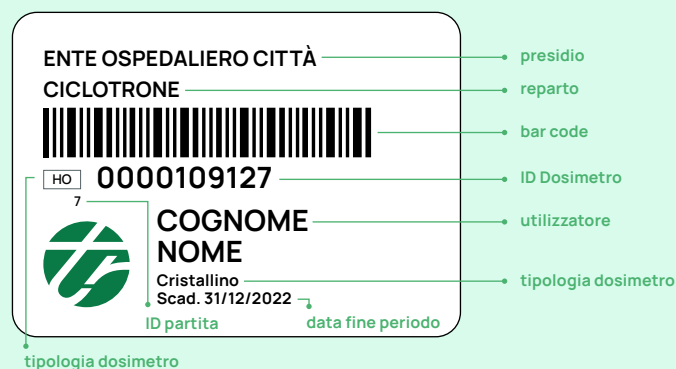 ENTE OSPEDALIERO CITTÀ
presidio
CICLOTRONE
reparto
bar code
HO
0000109127
ID Dosimetro
7
COGNOME
utilizzatore
NOME
Cristallino
tipologia dosimetro
Scad. 31/12/2022
ID partita
data fine periodo
tipologia dosimetro